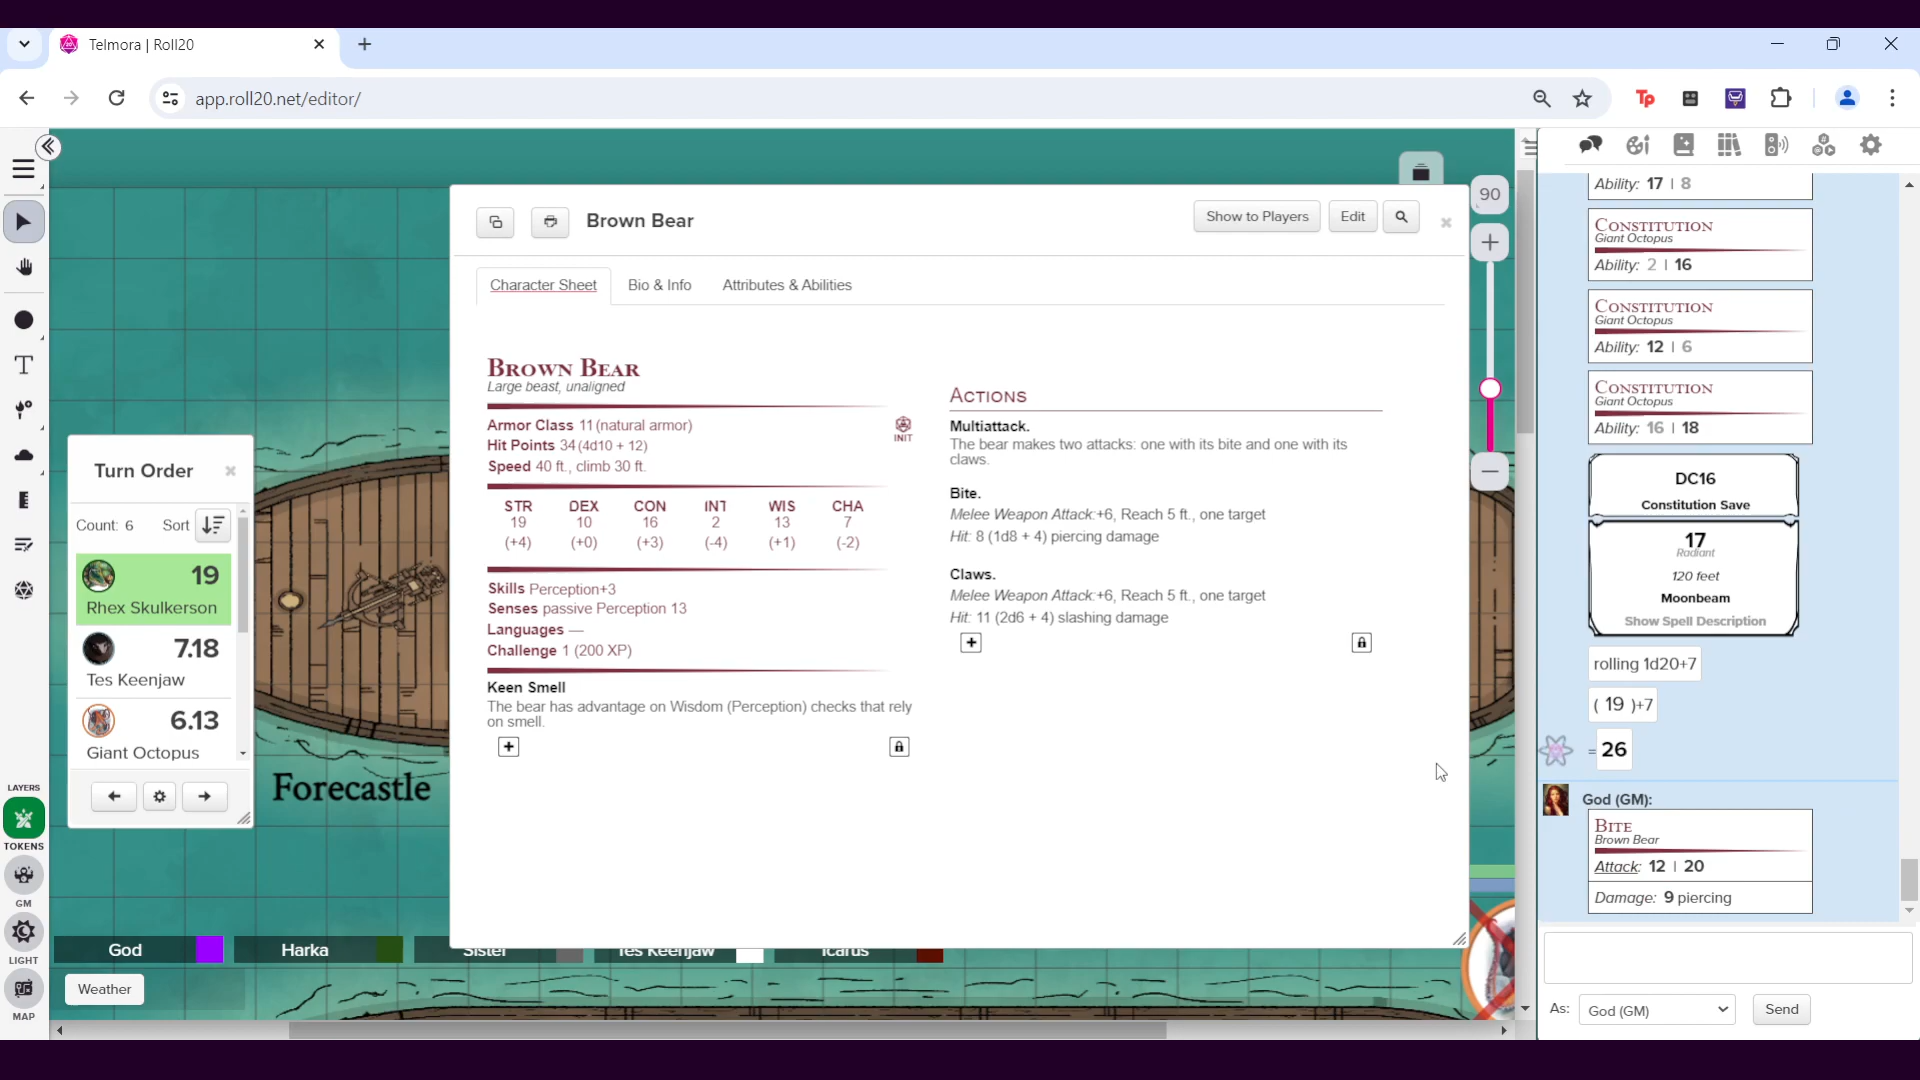 Telmora | Roll20
app.roll20.net/editor/
Tp
90
Brown Bear
Show to Players
Edit
Character Sheet
Bio & Info
Attributes & Abilities
BROWN BEAR
Large beast, unaligned
Armor Class 11 (natural armor)
Hit Points 34 (4d10 + 12)
Speed 40 ft., climb 30 ft.
INIT
STR DEX CON INT WIS CHA
19 10 16 2 13 7
(+4) (+0) (+3) (-4) (+1) (-2)
Skills Perception+3
Senses passive Perception 13
Languages —
Challenge 1 (200 XP)
Keen Smell
The bear has advantage on Wisdom (Perception) checks that rely
on smell.
ACTIONS
Multiattack.
The bear makes two attacks: one with its bite and one with its
claws.
Bite.
Melee Weapon Attack:+6, Reach 5 ft., one target
Hit: 8 (1d8 + 4) piercing damage
Claws.
Melee Weapon Attack:+6, Reach 5 ft., one target
Hit: 11 (2d6 + 4) slashing damage
Turn Order
Count: 6 Sort
19
Rhex Skulkerson
7.18
Tes Keenjaw
6.13
Giant Octopus
Forecastle
LAYERS
TOKENS
GM
LIGHT
MAP
God
Harka
Sister
Tes Keenjaw
Icarus
Weather
Ability: 17 | 8
CONSTITUTION
Giant Octopus
Ability: 2 | 16
CONSTITUTION
Giant Octopus
Ability: 12 | 6
CONSTITUTION
Giant Octopus
Ability: 16 | 18
DC16
Constitution Save
17
Radiant
120 feet
Moonbeam
Show Spell Description
rolling 1d20+7
( 19 )+7
= 26
God (GM):
BITE
Brown Bear
Attack: 12 | 20
Damage: 9 piercing
As: God (GM)
Send